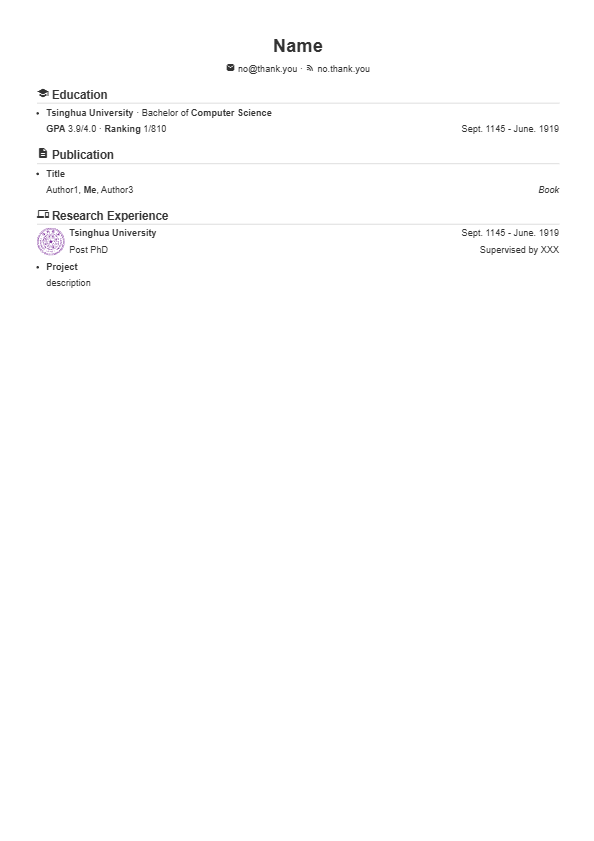 Name
no@thank.you · no.thank.you
Education
• Tsinghua University · Bachelor of Computer Science
GPA 3.9/4.0 · Ranking 1/810 Sept. 1145 - June. 1919
Publication
• Title
Author1, Me, Author3 Book
Research Experience
Tsinghua University Sept. 1145 - June. 1919
Post PhD Supervised by XXX
• Project
description